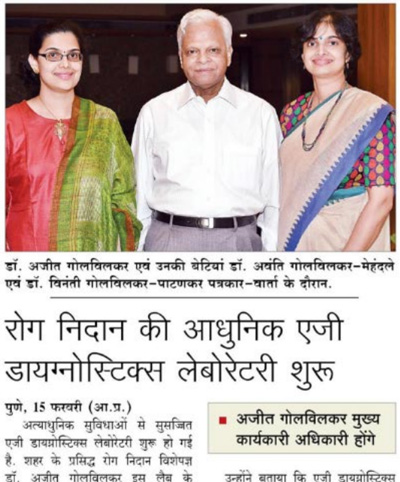 डॉ. अजीत गोलविलकर एवं उनकी बेटियां डॉ. अवंति गोलविलकर-मेहंदले
एवं डॉ. विनंती गोलविलकर-पाटणकर पत्रकार-वार्ता के दौरान.
रोग निदान की आधुनिक एजी
डायग्नोस्टिक्स लेबोरेटरी शुरू
पुणे, 15 फरवरी (आ.प्र.)
अत्याधुनिक सुविधाओं से सुसज्जित
एजी डायग्नोस्टिक्स लेबोरेटरी शुरू हो गई
है. शहर के प्रसिद्ध रोग निदान विशेषज्ञ
डॉ. अजीत गोलविलकर इस लैब के
अजीत गोलविलकर मुख्य
कार्यकारी अधिकारी होंगे
उन्होंने बताया कि एजी डायग्नोस्टिक्स